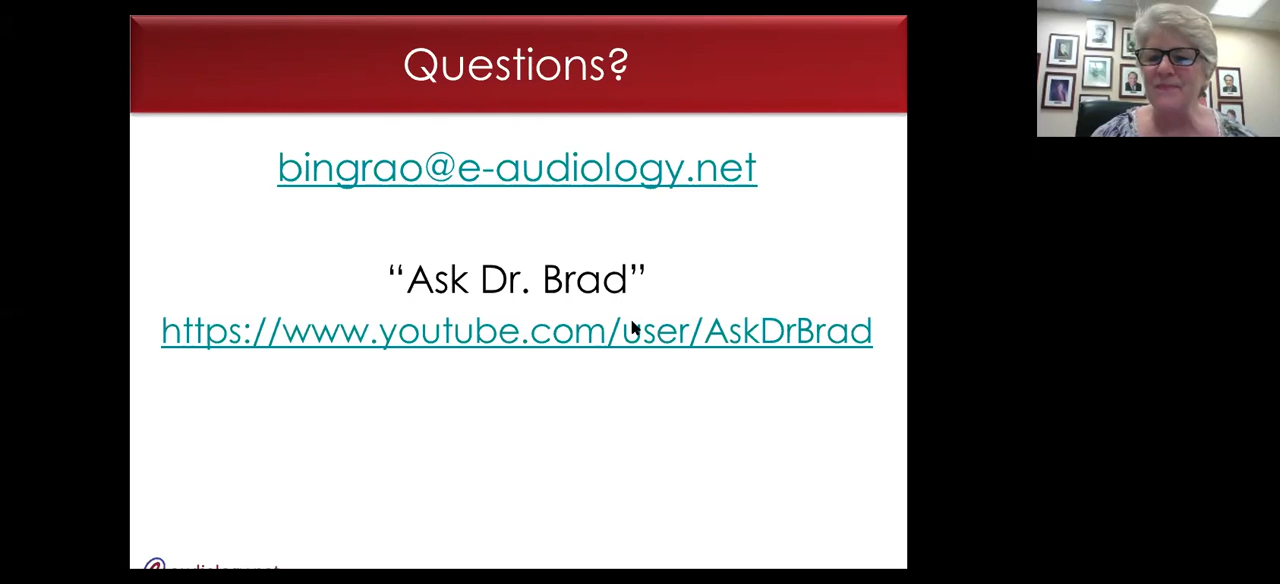 Questions?
bingrao@e-audiology.net
“Ask Dr. Brad”
https://www.youtube.com/user/AskDrBrad